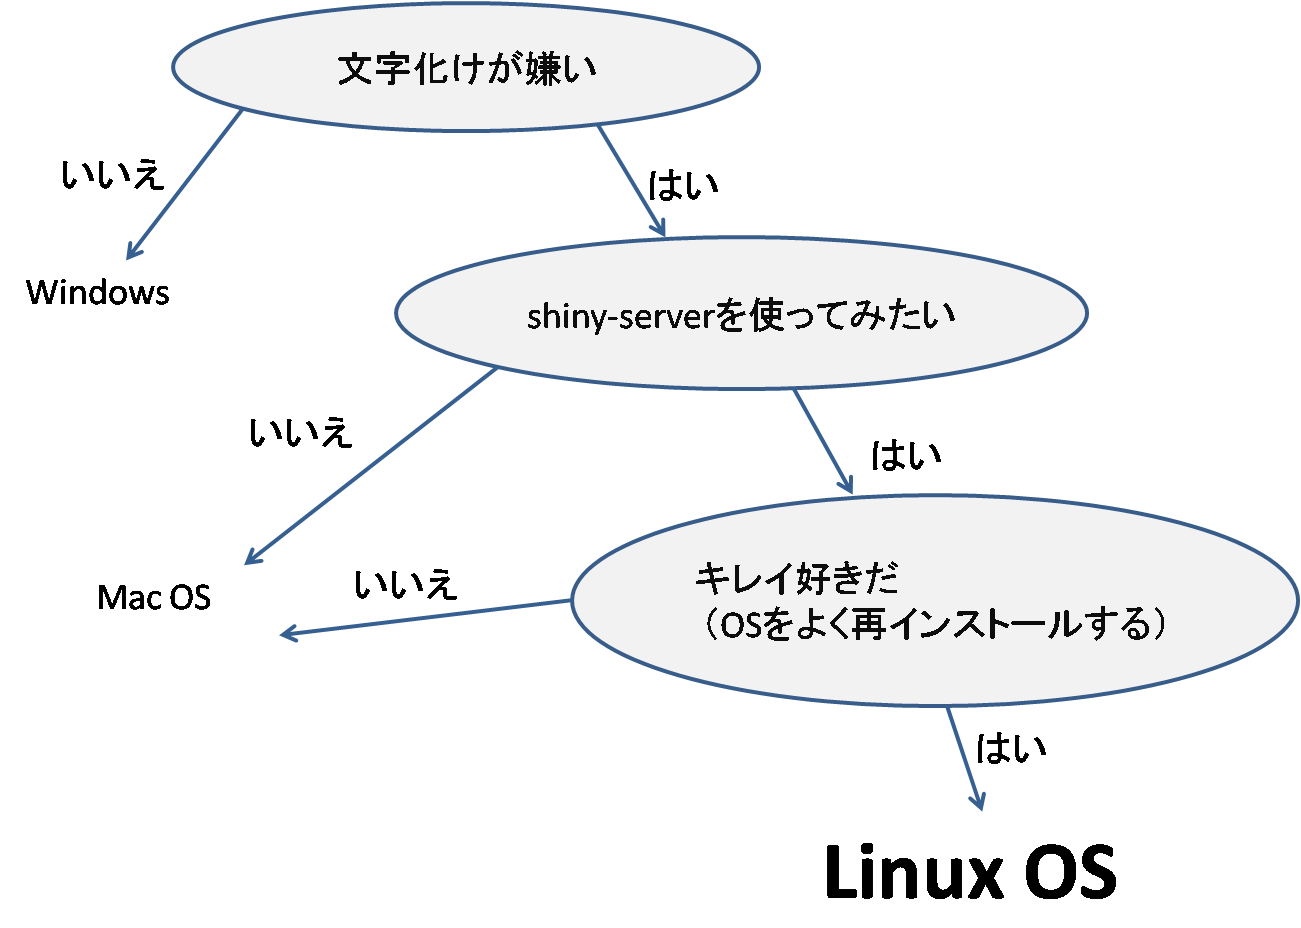 文字化けが嫌い
いいえ
はい
Windows
shiny-serverを使ってみたい
いいえ
はい
Mac OS
いいえ
キレイ好きだ
（OSをよく再インストールする）
はい
Linux OS